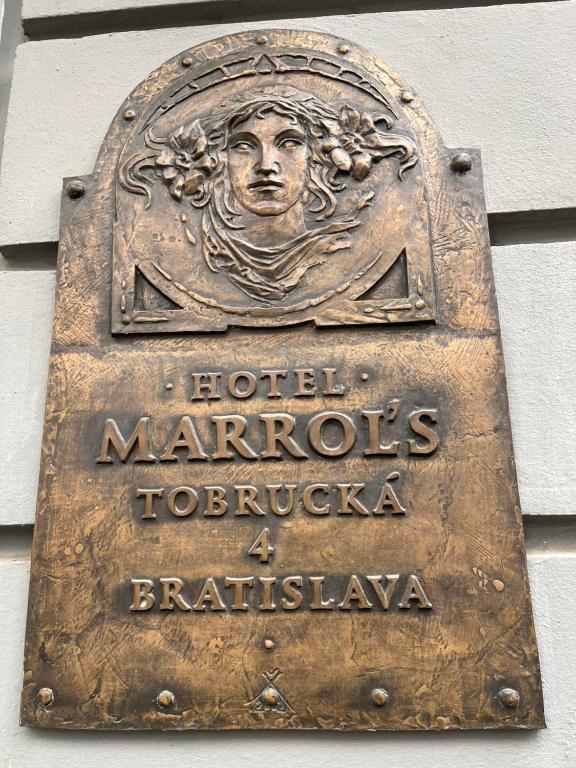 · HOTEL ·
MARROĽS
TOBRUCKÁ
4
BRATISLAVA